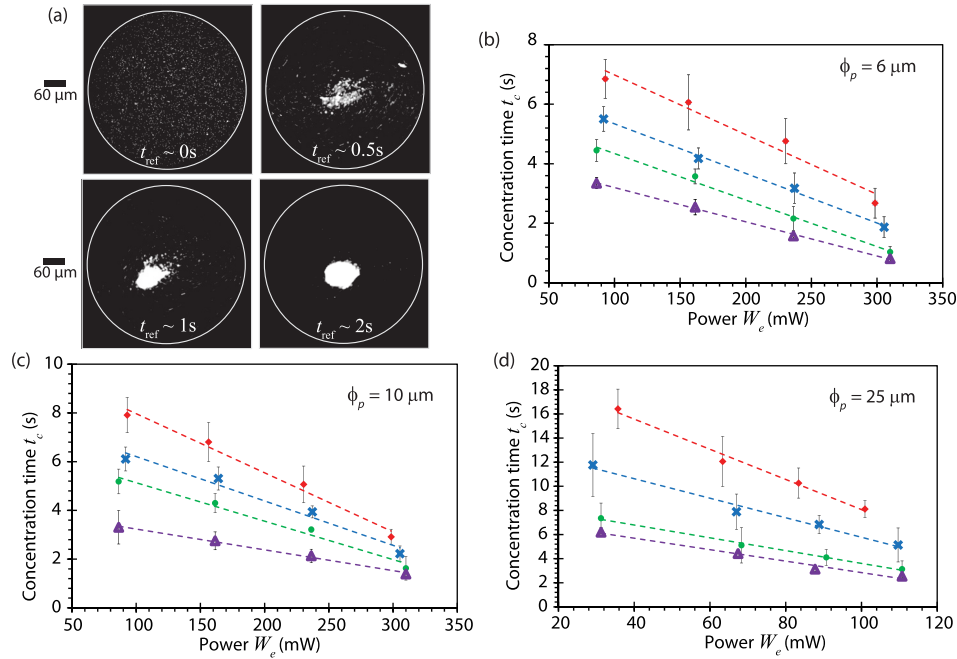 (a)
60 μm
t_ref ~ 0s
t_ref ~ 0.5s
60 μm
t_ref ~ 1s
t_ref ~ 2s
(b)
Concentration time t_c (s)
8
6
4
2
0
ϕ_p = 6 μm
50 100 150 200 250 300 350
Power W_e (mW)
(c)
Concentration time t_c (s)
10
8
6
4
2
0
ϕ_p = 10 μm
50 100 150 200 250 300 350
Power W_e (mW)
(d)
Concentration time t_c (s)
20
18
16
14
12
10
8
6
4
2
0
ϕ_p = 25 μm
20 40 60 80 100 120
Power W_e (mW)